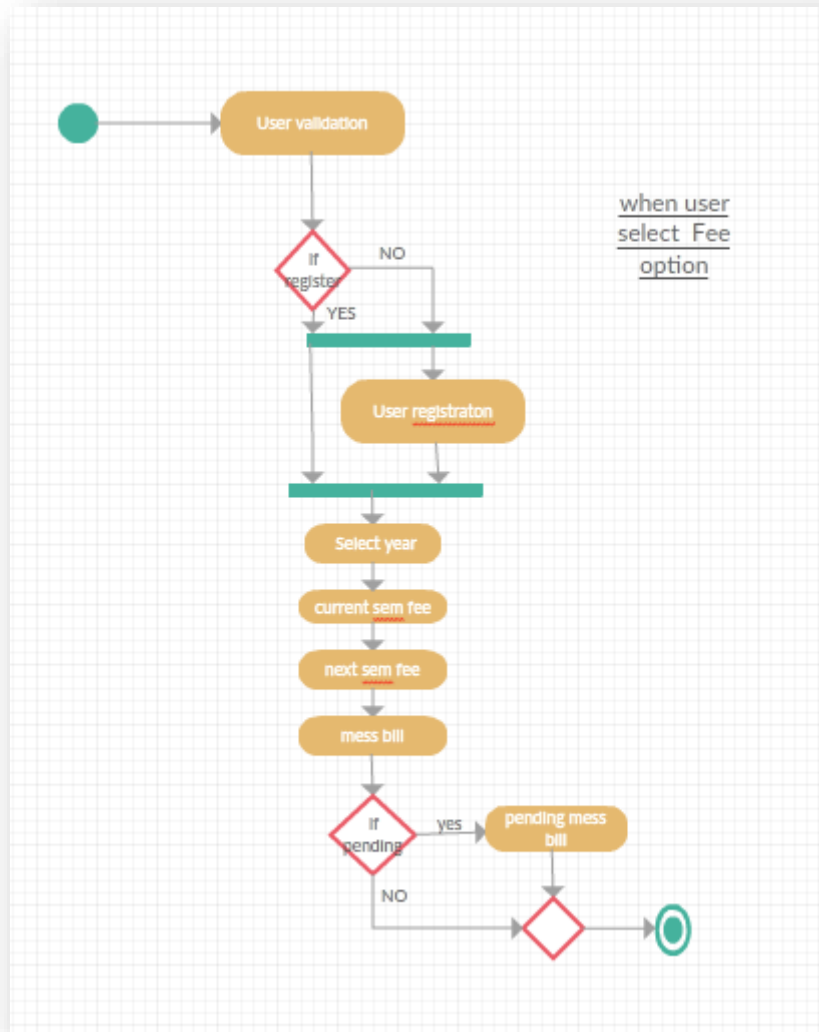 User validation
when user
select Fee
option
If
register
NO
YES
User registraton
Select year
current sem fee
next sem fee
mess bill
If
pending
yes
pending mess
bill
NO